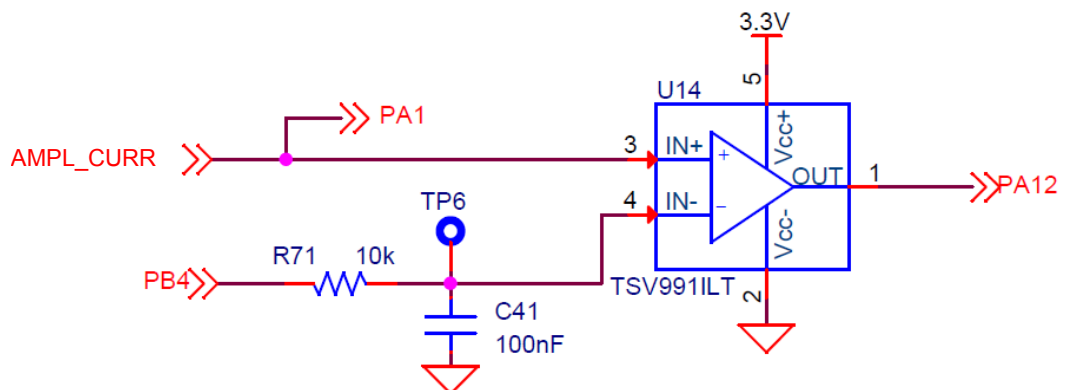 3.3V
5
U14
PA1
Vcc+
AMPL_CURR
3
IN+
+
OUT
1
PA12
TP6
4
IN-
−
Vcc-
R71
10k
PB4
TSV991ILT
2
C41
100nF